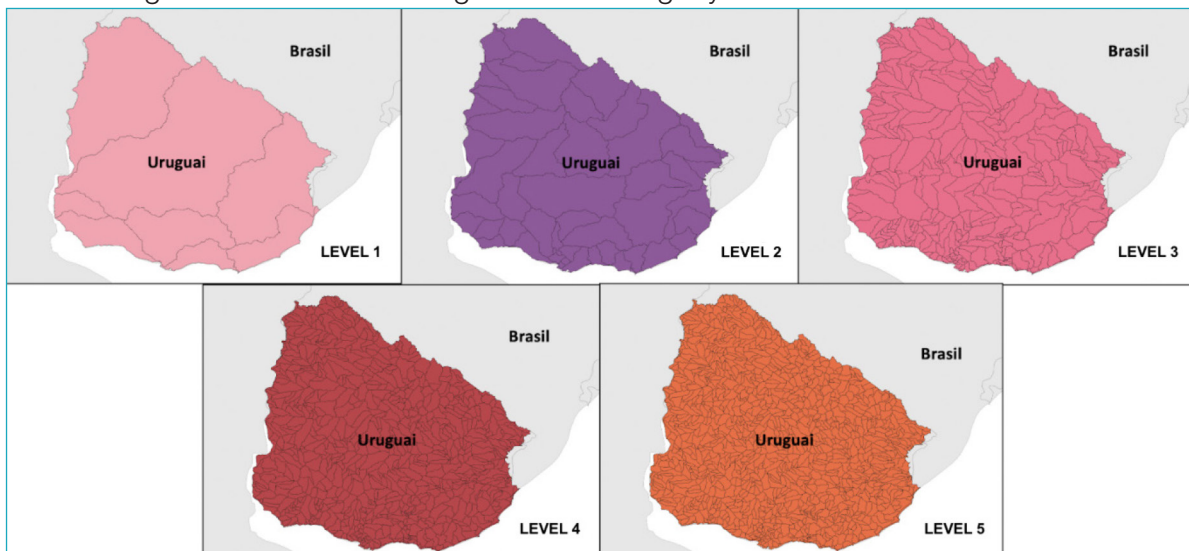 Brasil
Uruguai
LEVEL 1
Brasil
Uruguai
LEVEL 2
Brasil
Uruguai
LEVEL 3
Brasil
Uruguai
LEVEL 4
Brasil
Uruguai
LEVEL 5